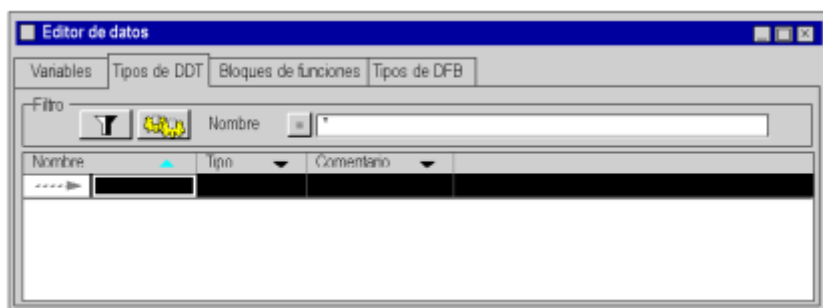 Editor de datos
Variables Tipos de DDT Bloques de funciones Tipos de DFB
Filtro
Nombre = *
Nombre Tipo Comentario